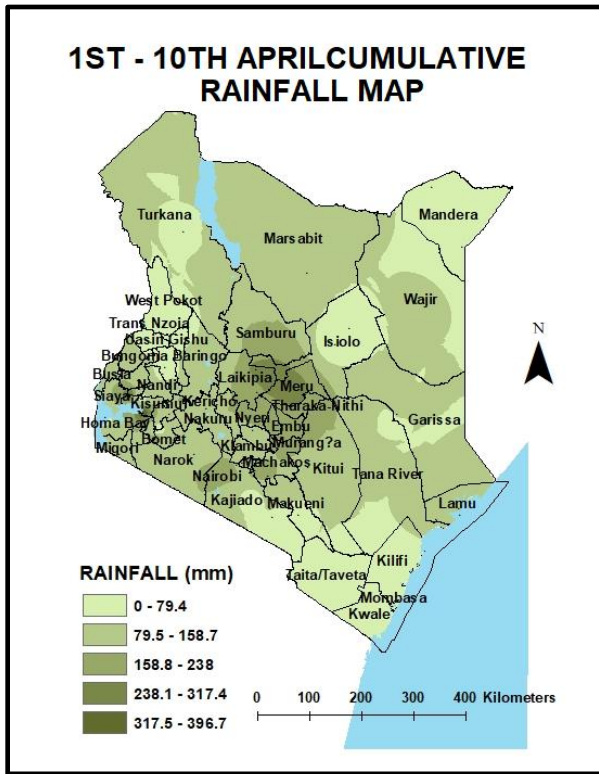 1ST - 10TH APRILCUMULATIVE
RAINFALL MAP
Mandera
Turkana
Marsabit
Wajir
West Pokot
Trans Nzoia
Samburu
Isiolo
N
Uasin Gishu
Bungoma Baringo
Busia
Laikipia
Meru
Nandi
Siaya
Kisumu
Kericho
Tharaka-Nithi
Garissa
Homa Bay
Nakuru
Nyeri
Embu
Bomet
Kiambu
Murang?a
Migori
Narok
Machakos
Kitui
Tana River
Nairobi
Kajiado
Makueni
Lamu
Kilifi
Taita/Taveta
Mombasa
Kwale
RAINFALL (mm)
0 - 79.4
79.5 - 158.7
158.8 - 238
238.1 - 317.4
317.5 - 396.7
0 100 200 300 400 Kilometers